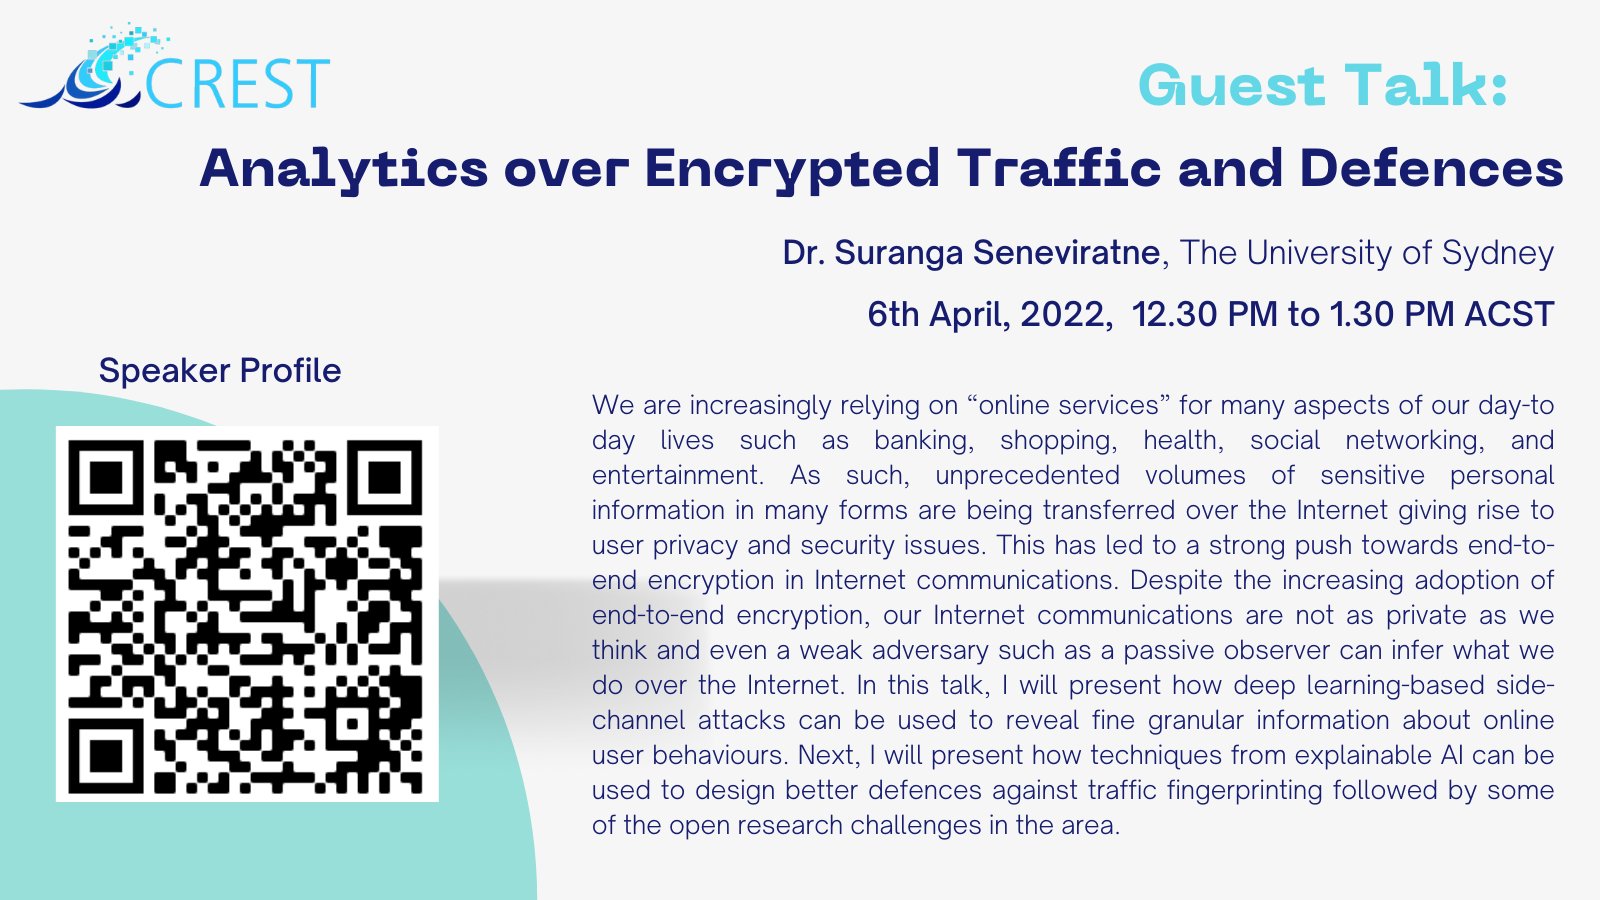 CREST
Guest Talk:
Analytics over Encrypted Traffic and Defences
Dr. Suranga Seneviratne, The University of Sydney
6th April, 2022,  12.30 PM to 1.30 PM ACST
Speaker Profile
We are increasingly relying on “online services” for many aspects of our day-to
day lives such as banking, shopping, health, social networking, and
entertainment. As such, unprecedented volumes of sensitive personal
information in many forms are being transferred over the Internet giving rise to
user privacy and security issues. This has led to a strong push towards end-to-
end encryption in Internet communications. Despite the increasing adoption of
end-to-end encryption, our Internet communications are not as private as we
think and even a weak adversary such as a passive observer can infer what we
do over the Internet. In this talk, I will present how deep learning-based side-
channel attacks can be used to reveal fine granular information about online
user behaviours. Next, I will present how techniques from explainable AI can be
used to design better defences against traffic fingerprinting followed by some
of the open research challenges in the area.